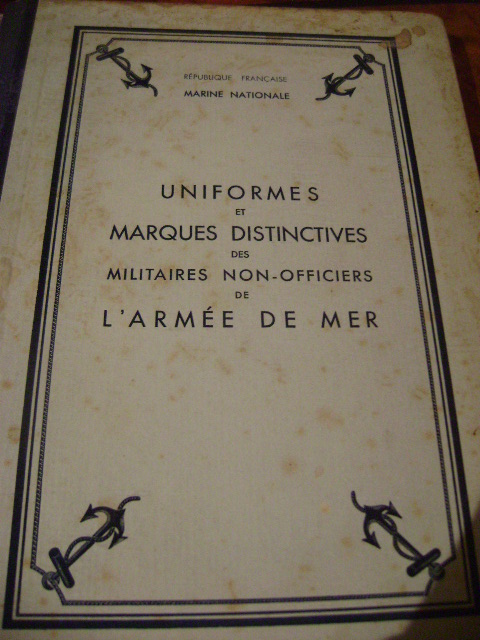 RÉPUBLIQUE FRANÇAISE
MARINE NATIONALE
UNIFORMES
ET
MARQUES DISTINCTIVES
DES
MILITAIRES NON-OFFICIERS
DE
L'ARMÉE DE MER